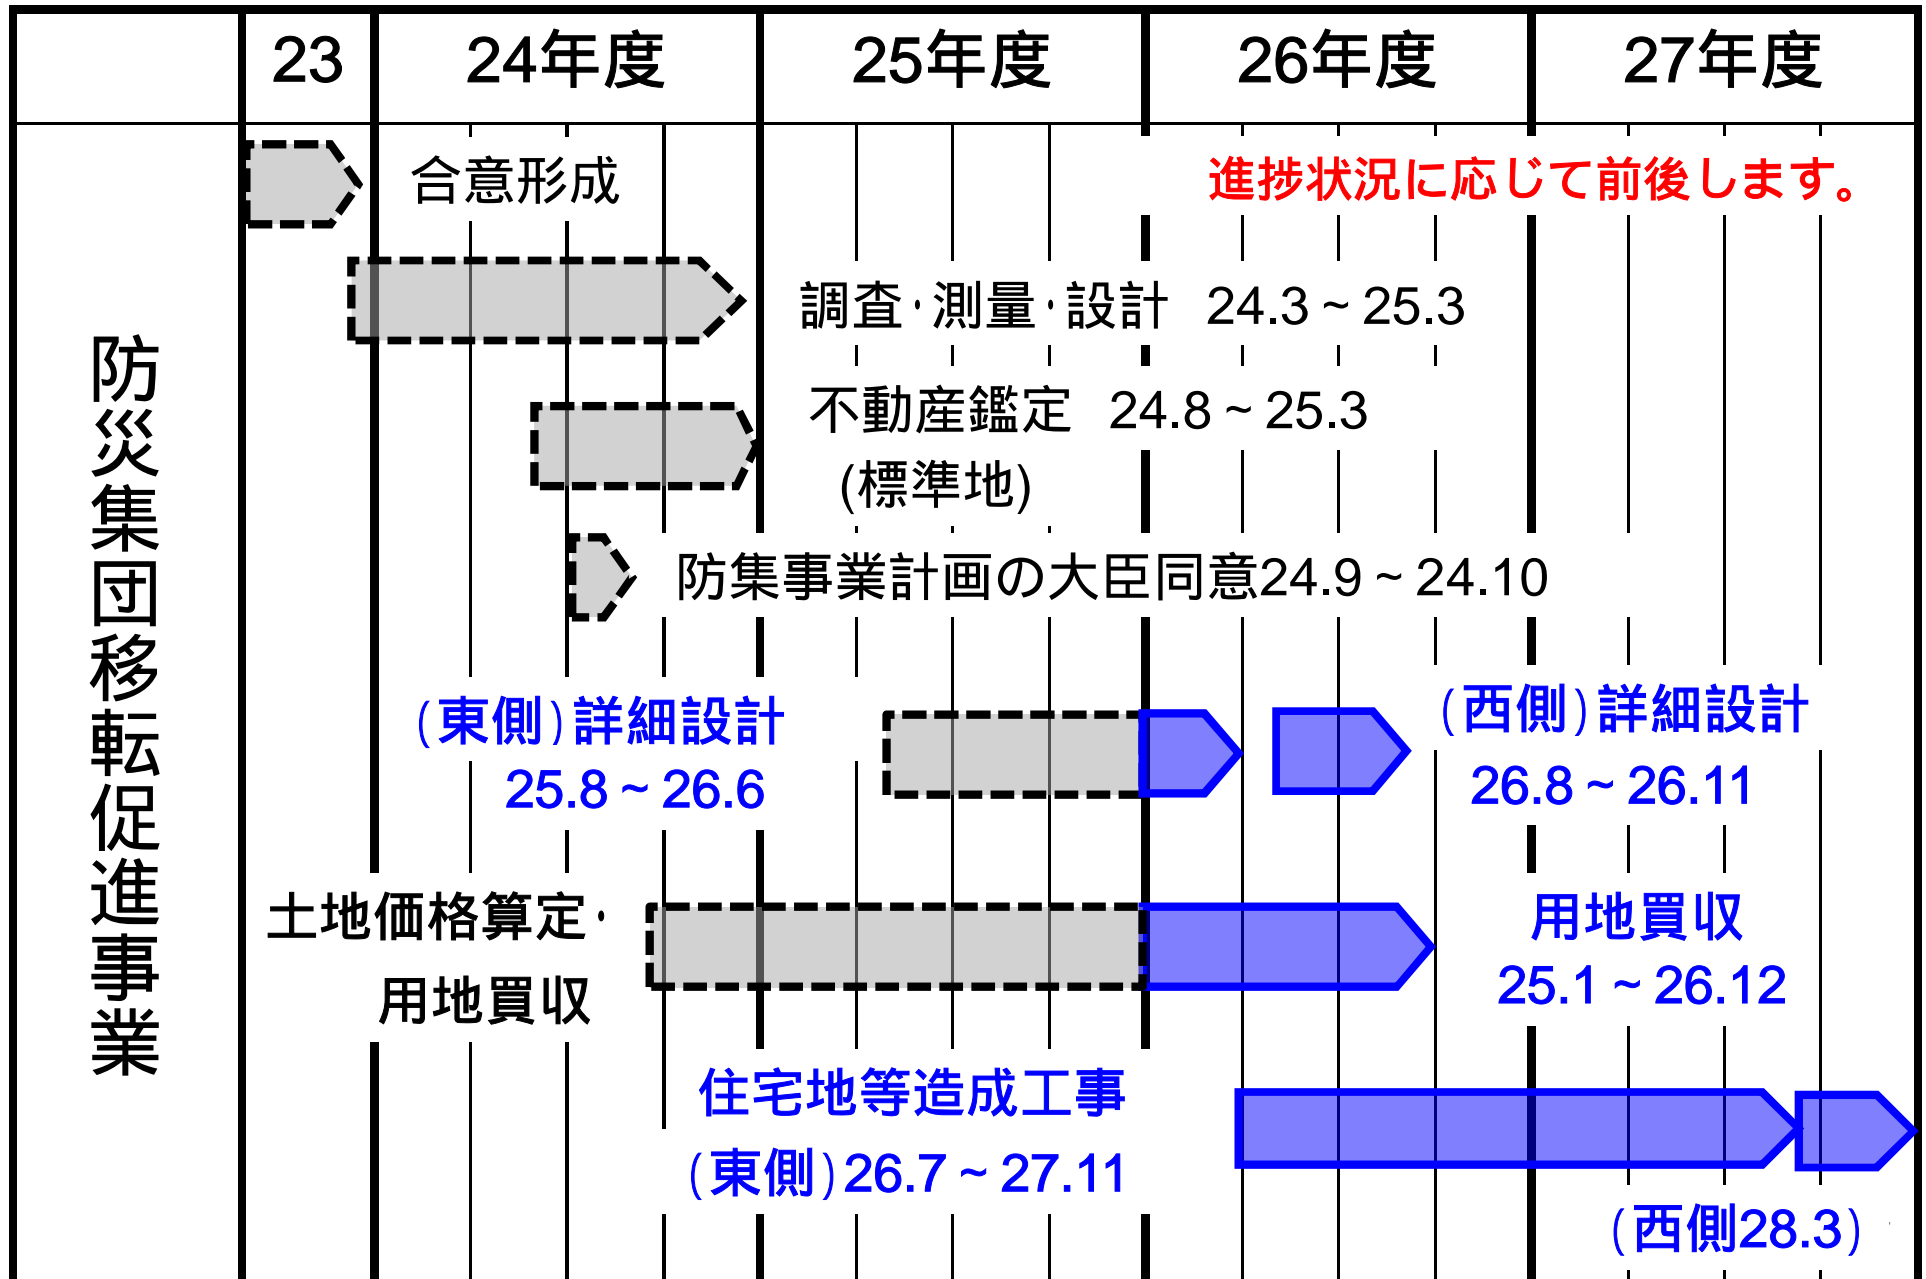 23 24年度 25年度 26年度 27年度
防災集団移転促進事業
合意形成
進捗状況に応じて前後します。
調査・測量・設計 24.3～25.3
不動産鑑定 24.8～25.3
(標準地)
防集事業計画の大臣同意24.9～24.10
(東側)詳細設計
25.8～26.6
(西側)詳細設計
26.8～26.11
土地価格算定・
用地買収
用地買収
25.1～26.12
住宅地等造成工事
(東側)26.7～27.11
(西側28.3)